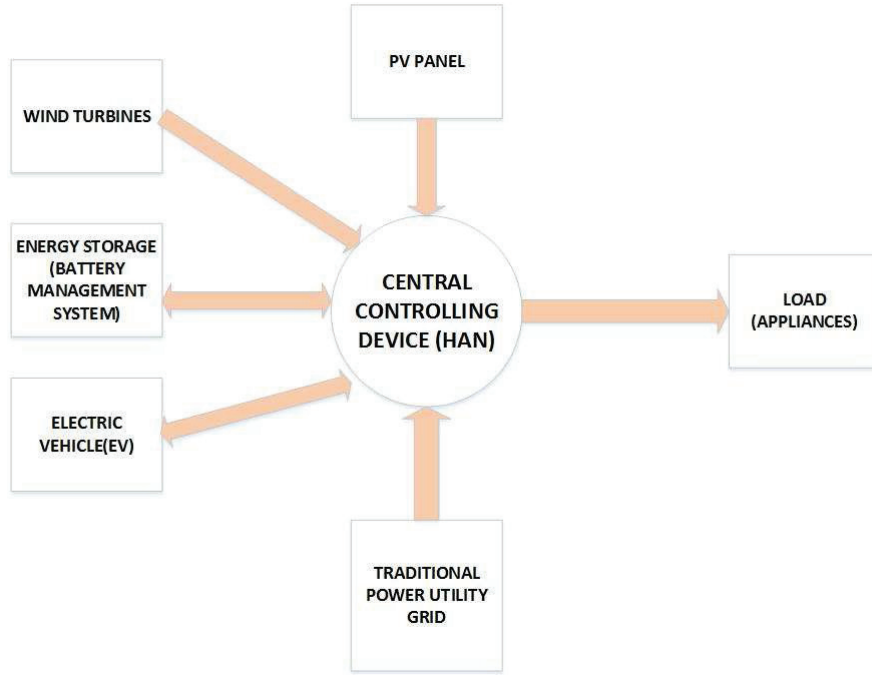 PV PANEL
WIND TURBINES
ENERGY STORAGE
(BATTERY
MANAGEMENT
SYSTEM)
CENTRAL
CONTROLLING
DEVICE (HAN)
LOAD
(APPLIANCES)
ELECTRIC
VEHICLE(EV)
TRADITIONAL
POWER UTILITY
GRID